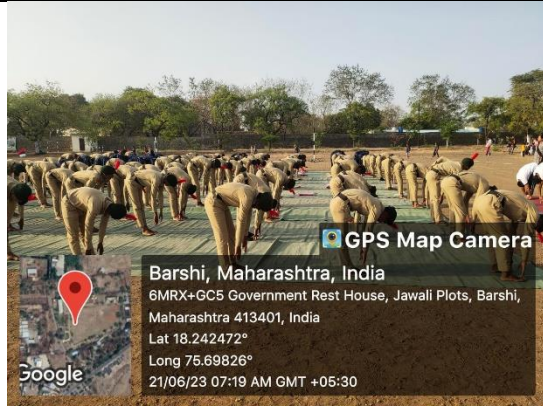 GPS Map Camera
Barshi, Maharashtra, India
6MRX+GC5 Government Rest House, Jawali Plots, Barshi,
Maharashtra 413401, India
Lat 18.242472°
Long 75.69826°
21/06/23 07:19 AM GMT +05:30
Google